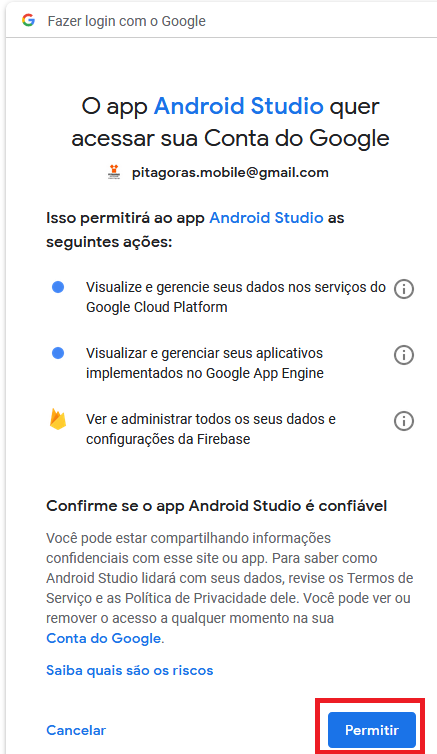 Fazer login com o Google
O app Android Studio quer
acessar sua Conta do Google
pitagoras.mobile@gmail.com
Isso permitirá ao app Android Studio as
seguintes ações:
Visualize e gerencie seus dados nos serviços do
Google Cloud Platform
Visualizar e gerenciar seus aplicativos
implementados no Google App Engine
Ver e administrar todos os seus dados e
configurações da Firebase
Confirme se o app Android Studio é confiável
Você pode estar compartilhando informações
confidenciais com esse site ou app. Para saber como
Android Studio lidará com seus dados, revise os Termos de
Serviço e as Política de Privacidade dele. Você pode ver ou
remover o acesso a qualquer momento na sua
Conta do Google.
Saiba quais são os riscos
Cancelar
Permitir